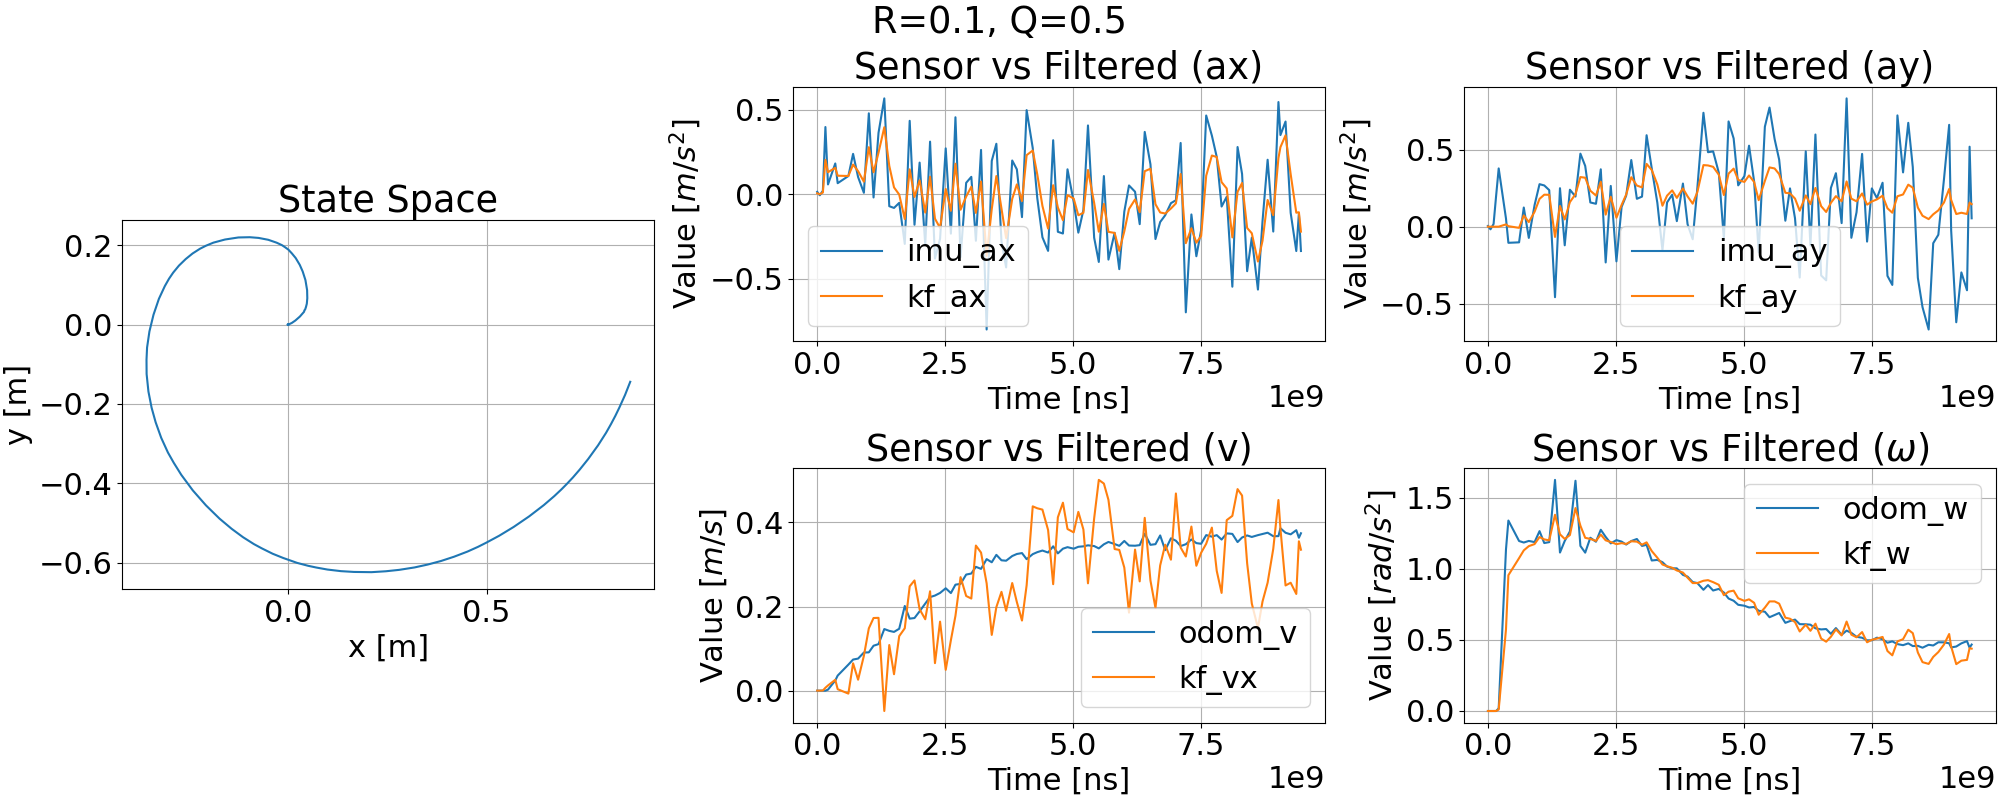 R=0.1, Q=0.5
State Space
0.2
0.0
−0.2
−0.4
−0.6
y [m]
0.0 0.5
x [m]
Sensor vs Filtered (ax)
0.5
0.0
−0.5
Value [m/s²]
imu_ax
kf_ax
0.0 2.5 5.0 7.5
Time [ns]
1e9
Sensor vs Filtered (ay)
0.5
0.0
−0.5
Value [m/s²]
imu_ay
kf_ay
0.0 2.5 5.0 7.5
Time [ns]
1e9
Sensor vs Filtered (v)
0.4
0.2
0.0
Value [m/s]
odom_v
kf_vx
0.0 2.5 5.0 7.5
Time [ns]
1e9
Sensor vs Filtered (ω)
1.5
1.0
0.5
0.0
Value [rad/s²]
odom_w
kf_w
0.0 2.5 5.0 7.5
Time [ns]
1e9